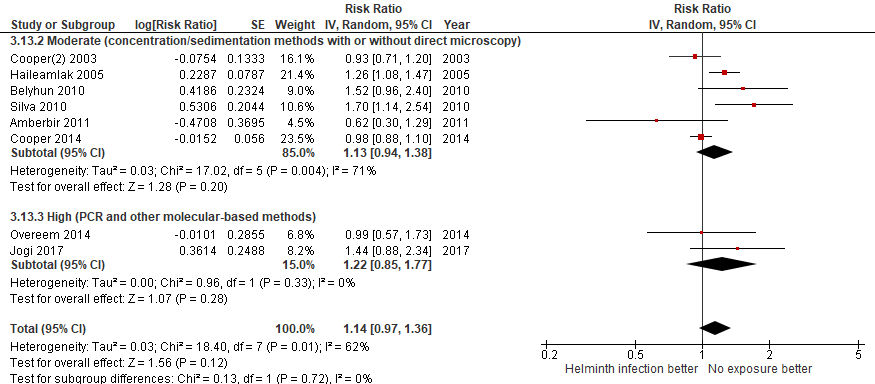 Risk Ratio Risk Ratio
Study or Subgroup log[Risk Ratio] SE Weight IV, Random, 95% CI Year IV, Random, 95% CI
3.13.2 Moderate (concentration/sedimentation methods with or without direct microscopy)
Cooper(2) 2003 -0.0754 0.1333 16.1% 0.93 [0.71, 1.20] 2003
Haileamlak 2005 0.2287 0.0787 21.4% 1.26 [1.08, 1.47] 2005
Belyhun 2010 0.4186 0.2324 9.0% 1.52 [0.96, 2.40] 2010
Silva 2010 0.5306 0.2044 10.6% 1.70 [1.14, 2.54] 2010
Amberbir 2011 -0.4708 0.3695 4.5% 0.62 [0.30, 1.29] 2011
Cooper 2014 -0.0152 0.056 23.5% 0.98 [0.88, 1.10] 2014
Subtotal (95% CI) 85.0% 1.13 [0.94, 1.38]
Heterogeneity: Tau² = 0.03; Chi² = 17.02, df = 5 (P = 0.004); I² = 71%
Test for overall effect: Z = 1.28 (P = 0.20)
3.13.3 High (PCR and other molecular-based methods)
Overeem 2014 -0.0101 0.2855 6.8% 0.99 [0.57, 1.73] 2014
Jogi 2017 0.3614 0.2488 8.2% 1.44 [0.88, 2.34] 2017
Subtotal (95% CI) 15.0% 1.22 [0.85, 1.77]
Heterogeneity: Tau² = 0.00; Chi² = 0.96, df = 1 (P = 0.33); I² = 0%
Test for overall effect: Z = 1.07 (P = 0.28)
Total (95% CI) 100.0% 1.14 [0.97, 1.36]
Heterogeneity: Tau² = 0.03; Chi² = 18.40, df = 7 (P = 0.01); I² = 62%
Test for overall effect: Z = 1.56 (P = 0.12)
Test for subgroup differences: Chi² = 0.13, df = 1 (P = 0.72), I² = 0%
0.2 0.5 1 2 5
Helminth infection better No exposure better